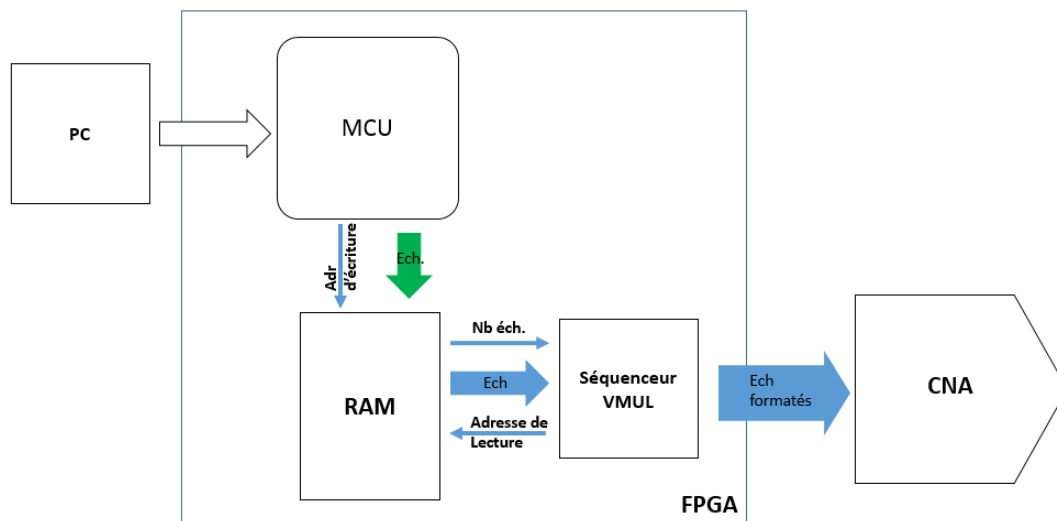 PC
MCU
Adr
d'écriture
Ech.
RAM
Nb éch.
Ech
Adresse de
Lecture
Séquenceur
VMUL
Ech
formatés
CNA
FPGA